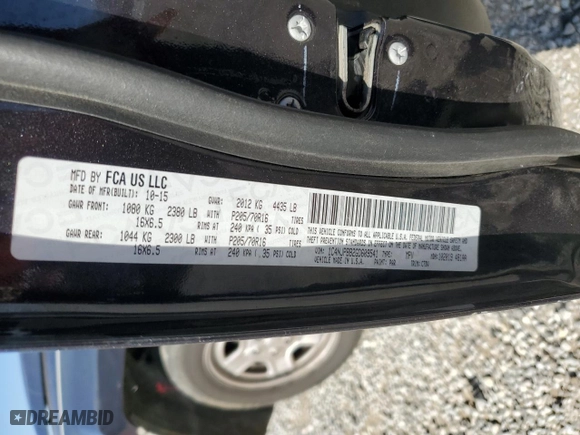 MFD BY FCA US LLC
DATE OF MFR(BUILT): 10-15 GVWR: 2012 KG 4435 LB
GAWR FRONT: 1080 KG 2380 LB WITH P205/70R16 TIRES
16X6.5 RIMS AT 240 KPA ( 35 PSI) COLD
GAWR REAR: 1044 KG 2300 LB WITH P205/70R16 TIRES
16X6.5 RIMS AT 240 KPA ( 35 PSI) COLD
THIS VEHICLE CONFORMS TO ALL APPLICABLE U.S.A. FEDERAL MOTOR VEHICLE SAFETY AND
THEFT PREVENTION STANDARDS IN EFFECT ON THE DATE OF MANUFACTURE SHOWN ABOVE.
VIN: TYPE: MPV
VEHICLE MADE IN U.S.A. PAINT: TRIM:
DREAMBID